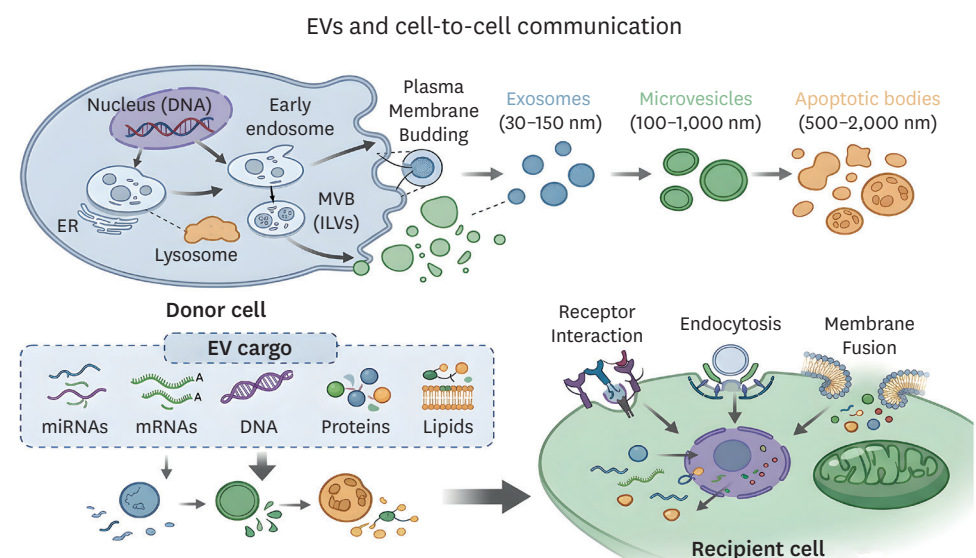 EVs and cell-to-cell communication
Nucleus (DNA)
Early
endosome
ER
Lysosome
MVB
(ILVs)
Plasma
Membrane
Budding
Exosomes
(30–150 nm)
Microvesicles
(100–1,000 nm)
Apoptotic bodies
(500–2,000 nm)
Donor cell
EV cargo
A
A
miRNAs
mRNAs
DNA
Proteins
Lipids
Receptor
Interaction
Endocytosis
Membrane
Fusion
Recipient cell